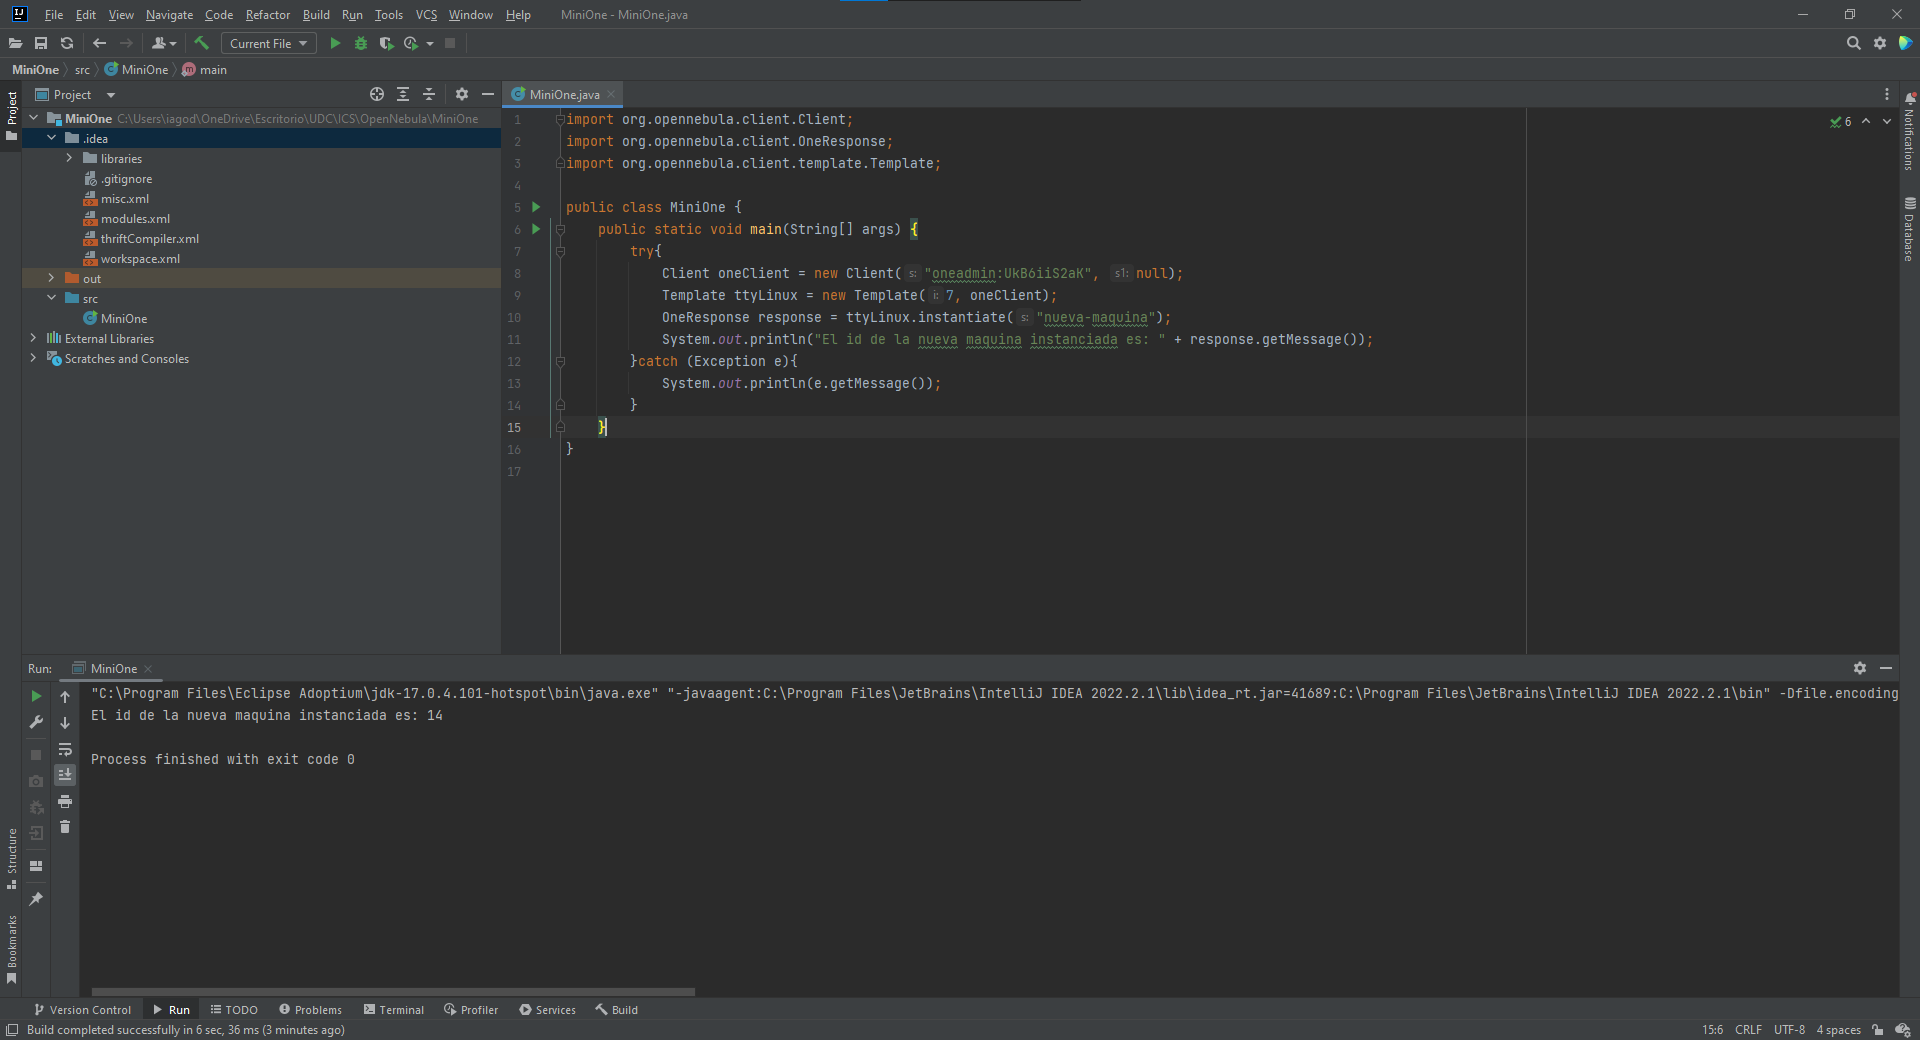 File Edit View Navigate Code Refactor Build Run Tools VCS Window Help MiniOne - MiniOne.java
Current File
MiniOne src MiniOne main
Project
MiniOne C:\Users\iagod\OneDrive\Escritorio\UDC\ICS\OpenNebula\MiniOne
.idea
libraries
.gitignore
misc.xml
modules.xml
thriftCompiler.xml
workspace.xml
out
src
MiniOne
External Libraries
Scratches and Consoles
Project
Structure
Bookmarks
MiniOne.java
6
1 import org.opennebula.client.Client;
2 import org.opennebula.client.OneResponse;
3 import org.opennebula.client.template.Template;
4
5 public class MiniOne {
6 public static void main(String[] args) {
7 try{
8 Client oneClient = new Client( s: "oneadmin:UkB6iiS2aK", s1: null);
9 Template ttyLinux = new Template( i: 7, oneClient);
10 OneResponse response = ttyLinux.instantiate( s: "nueva-maquina");
11 System.out.println("El id de la nueva maquina instanciada es: " + response.getMessage());
12 }catch (Exception e){
13 System.out.println(e.getMessage());
14 }
15 }
16 }
17
Notifications
Database
Run: MiniOne
"C:\Program Files\Eclipse Adoptium\jdk-17.0.4.101-hotspot\bin\java.exe" "-javaagent:C:\Program Files\JetBrains\IntelliJ IDEA 2022.2.1\lib\idea_rt.jar=41689:C:\Program Files\JetBrains\IntelliJ IDEA 2022.2.1\bin" -Dfile.encoding
El id de la nueva maquina instanciada es: 14
Process finished with exit code 0
Version Control Run TODO Problems Terminal Profiler Services Build
Build completed successfully in 6 sec, 36 ms (3 minutes ago) 15:6 CRLF UTF-8 4 spaces